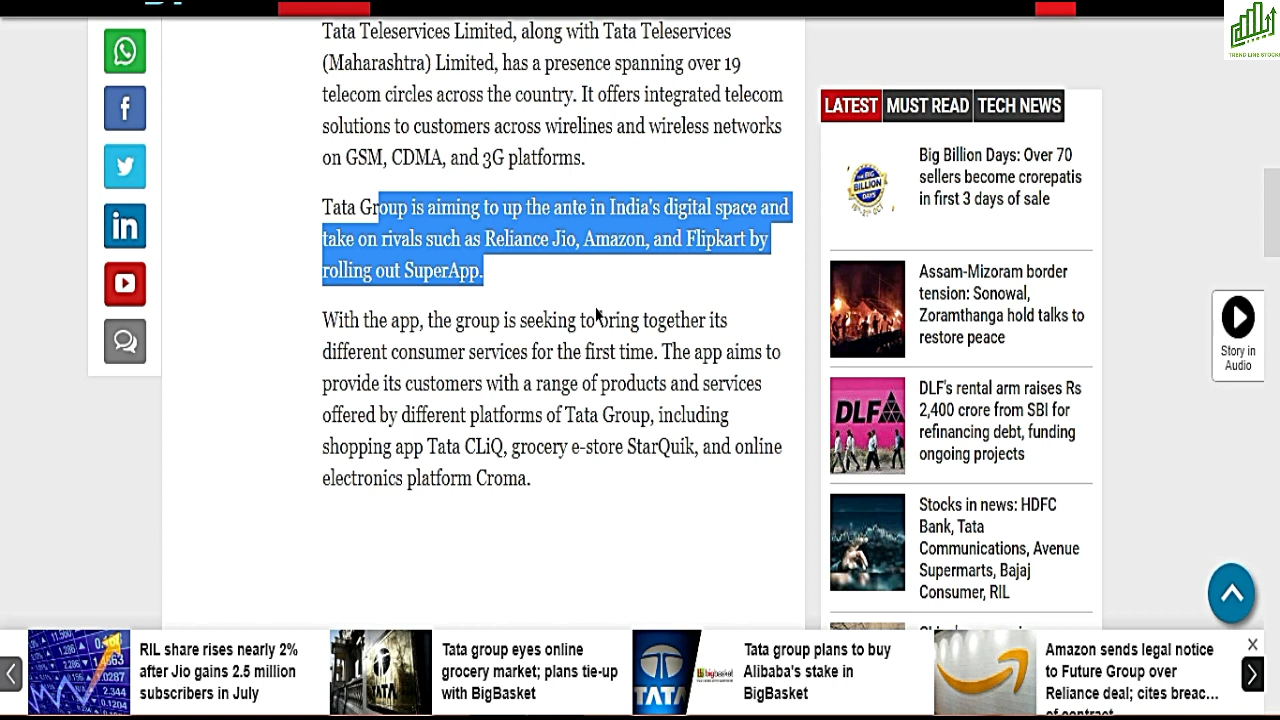 TREND LINE STOCK
Tata Teleservices Limited, along with Tata Teleservices
(Maharashtra) Limited, has a presence spanning over 19
telecom circles across the country. It offers integrated telecom
solutions to customers across wirelines and wireless networks
on GSM, CDMA, and 3G platforms.
Tata Group is aiming to up the ante in India's digital space and
take on rivals such as Reliance Jio, Amazon, and Flipkart by
rolling out SuperApp.
With the app, the group is seeking to bring together its
different consumer services for the first time. The app aims to
provide its customers with a range of products and services
offered by different platforms of Tata Group, including
shopping app Tata CLiQ, grocery e-store StarQuik, and online
electronics platform Croma.
LATEST MUST READ TECH NEWS
Big Billion Days: Over 70
sellers become crorepatis
in first 3 days of sale
BIG
BILLION
DAYS
Assam-Mizoram border
tension: Sonowal,
Zoramthanga hold talks to
restore peace
DLF's rental arm raises Rs
2,400 crore from SBI for
refinancing debt, funding
ongoing projects
DLF
Stocks in news: HDFC
Bank, Tata
Communications, Avenue
Supermarts, Bajaj
Consumer, RIL
Story in
Audio
RIL share rises nearly 2%
after Jio gains 2.5 million
subscribers in July
TATA
Tata group eyes online
grocery market; plans tie-up
with BigBasket
TATA
bigbasket
Tata group plans to buy
Alibaba's stake in
BigBasket
Amazon sends legal notice
to Future Group over
Reliance deal; cites breac...
of contract